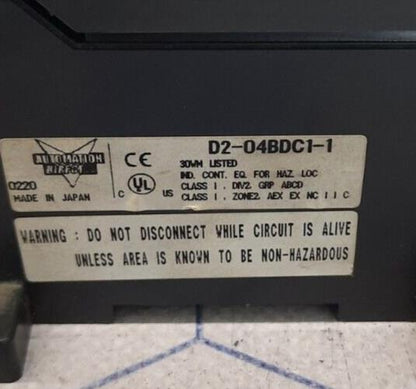 AUTOMATION
DIRECT
0220
MADE IN JAPAN
CE
C UL US
D2-04BDC1-1
30WM LISTED
IND. CONT. EQ. FOR HAZ. LOC
CLASS I, DIV2, GRP ABCD
CLASS I, ZONE2, AEX EX NC IIC
WARNING : DO NOT DISCONNECT WHILE CIRCUIT IS ALIVE
UNLESS AREA IS KNOWN TO BE NON-HAZARDOUS